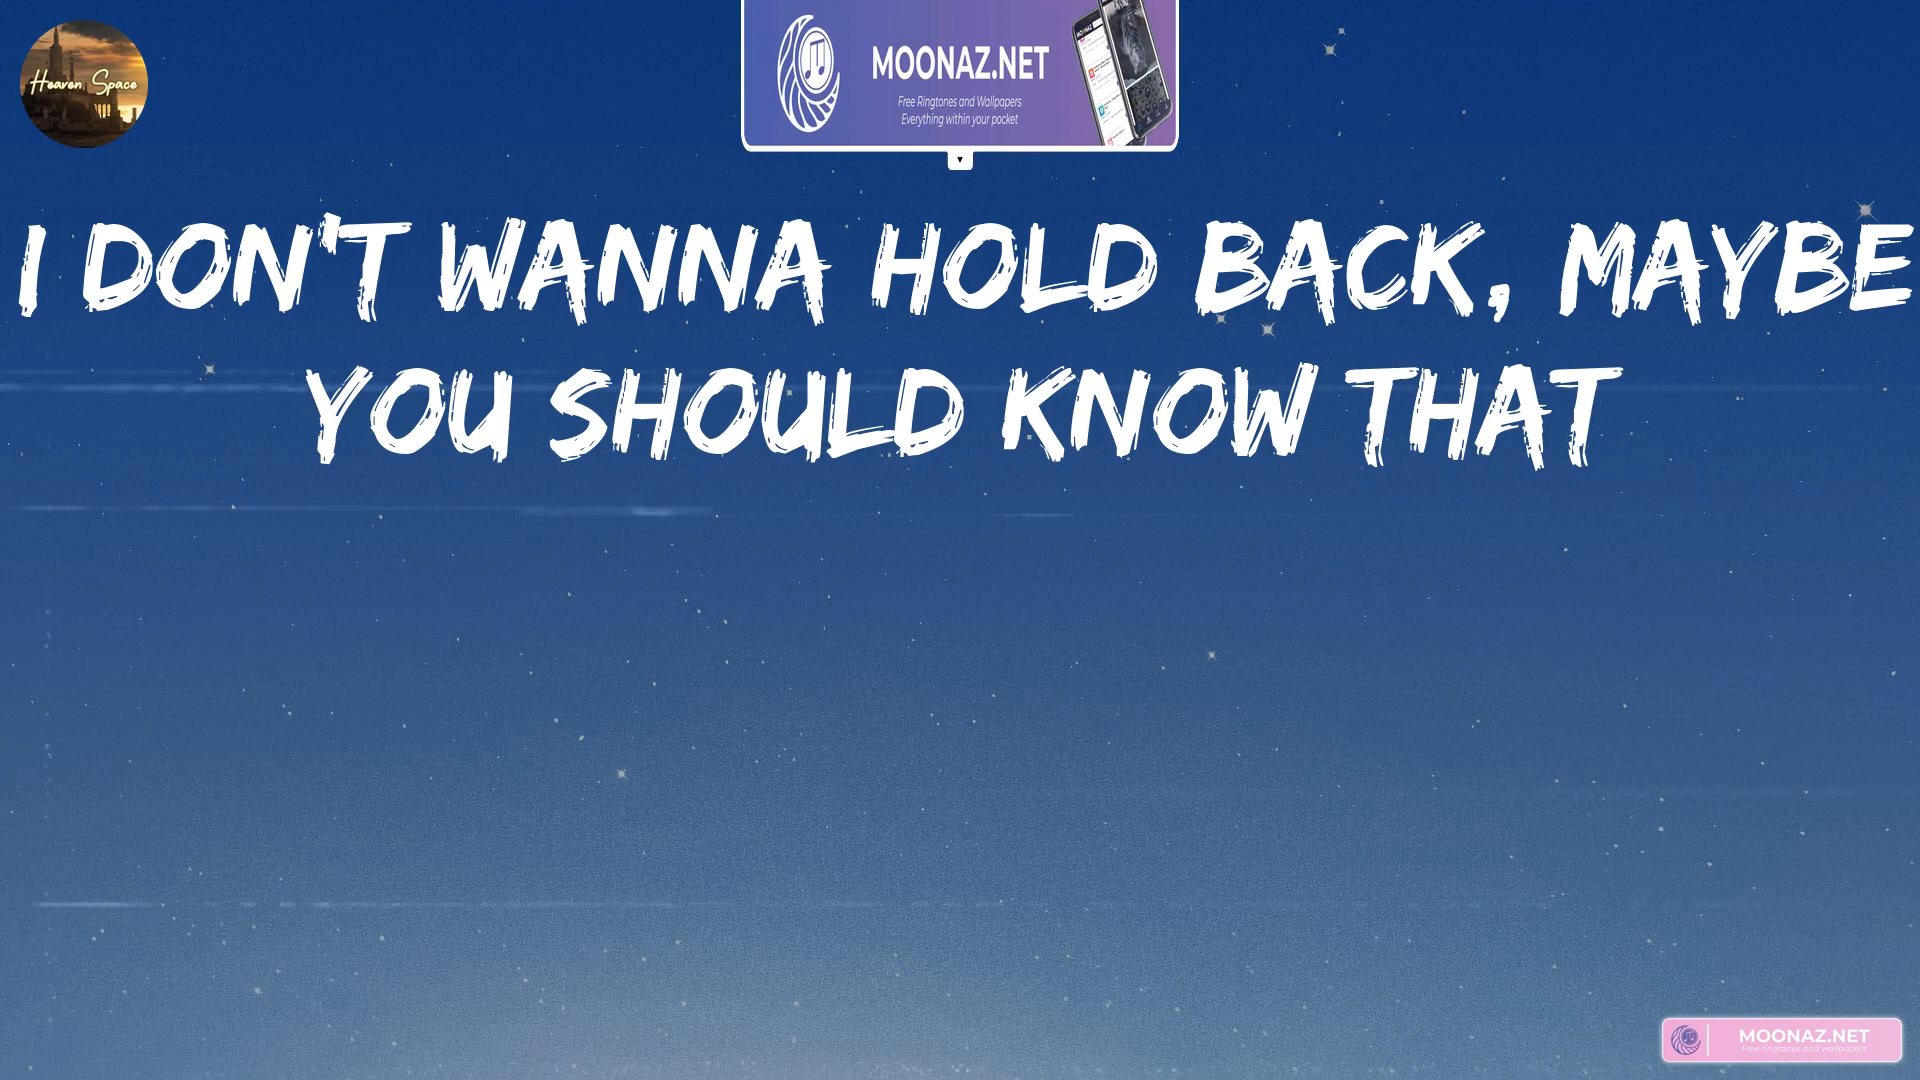 Heaven Space
MOONAZ.NET
Free Ringtones and Wallpapers
Everything within your pocket
I DON'T WANNA HOLD BACK, MAYBE
YOU SHOULD KNOW THAT
MOONAZ.NET
Free ringtones and wallpapers